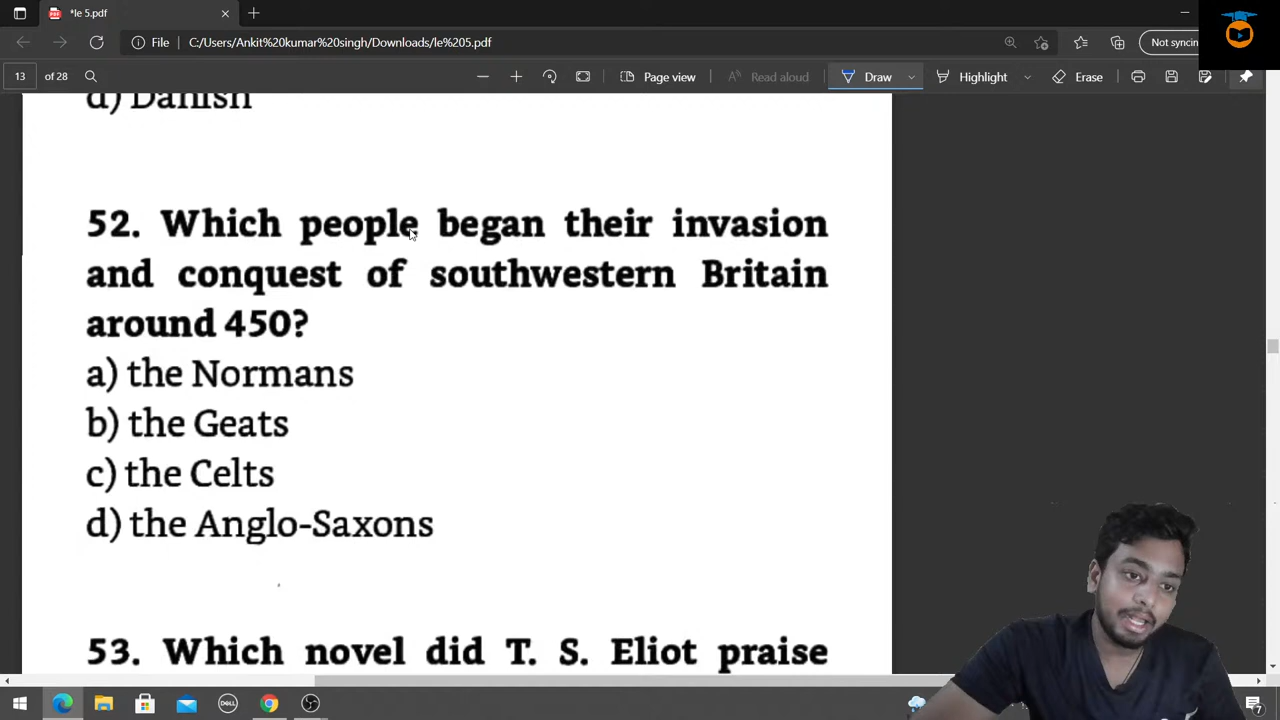 *le 5.pdf
File C:/Users/Ankit%20kumar%20singh/Downloads/le%205.pdf
Not syncin
13 of 28
Page view
Read aloud
Draw
Highlight
Erase
d) Danish
52. Which people began their invasion
and conquest of southwestern Britain
around 450?
a) the Normans
b) the Geats
c) the Celts
d) the Anglo-Saxons
53. Which novel did T. S. Eliot praise
DELL
7